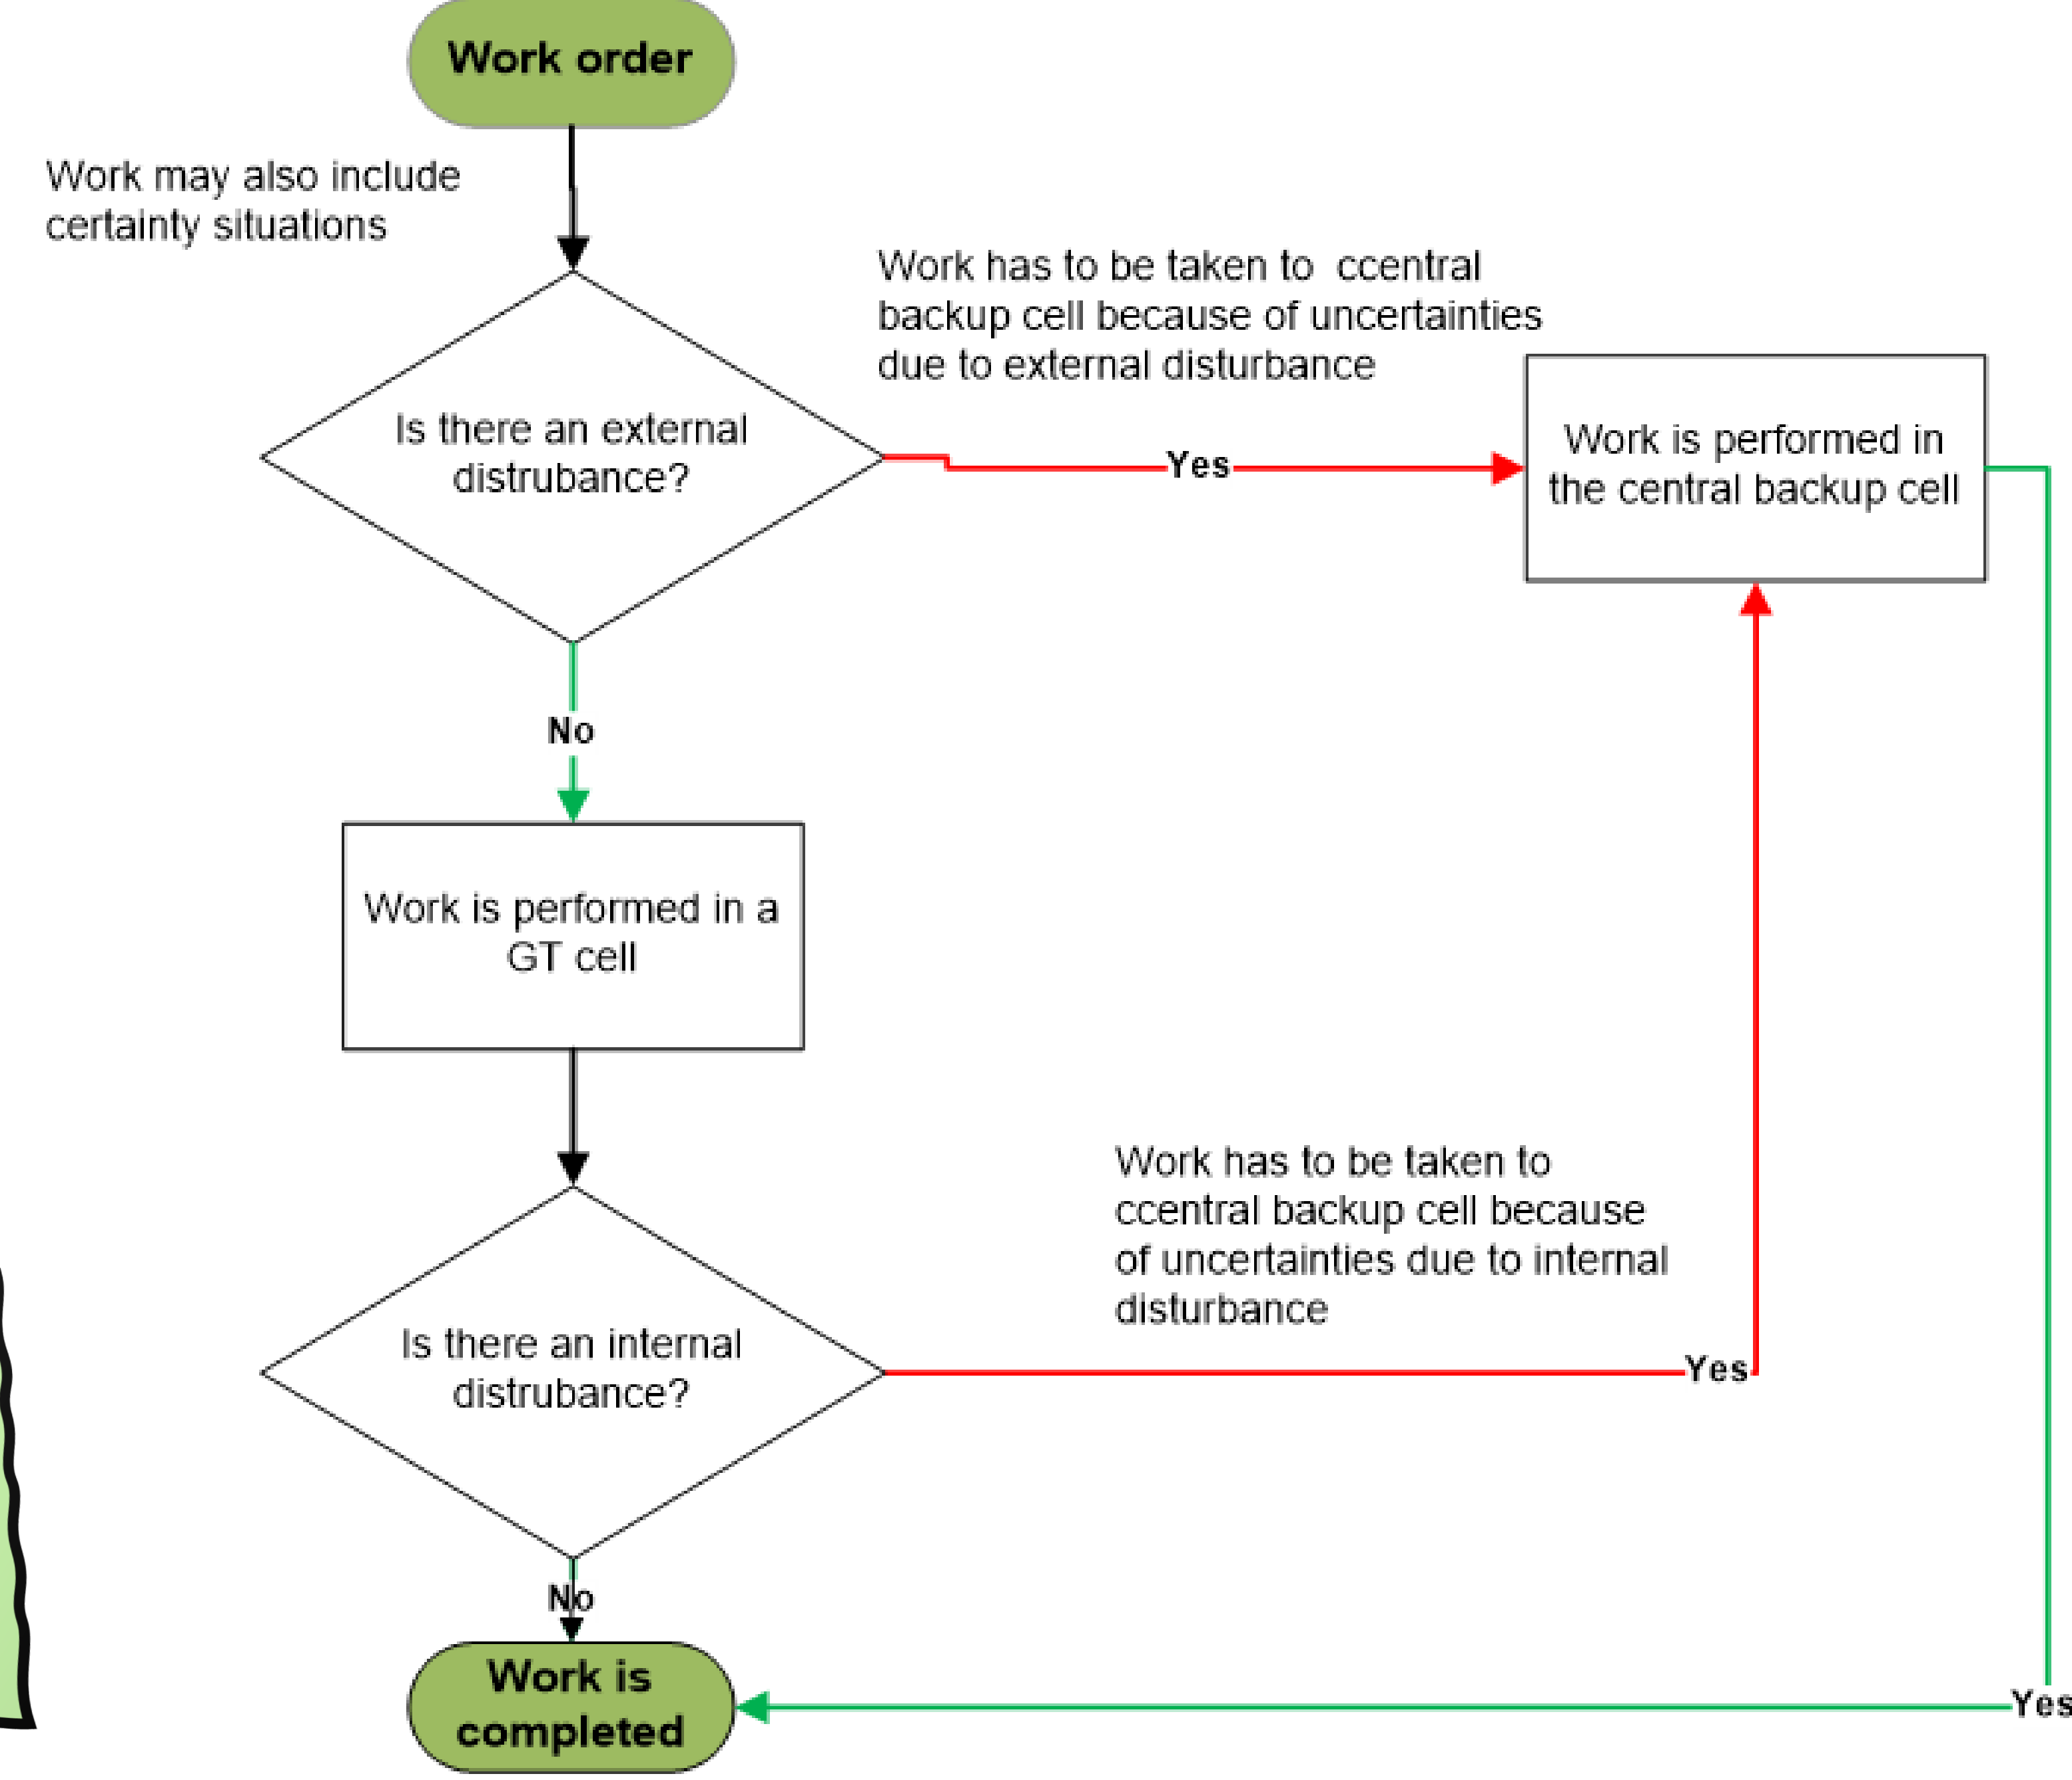 Work order
Work may also include
certainty situations
Work has to be taken to ccentral
backup cell because of uncertainties
due to external disturbance
Is there an external
distrubance?
Yes
Work is performed in
the central backup cell
No
Work is performed in a
GT cell
Work has to be taken to
ccentral backup cell because
of uncertainties due to internal
disturbance
Is there an internal
distrubance?
Yes
No
Work is
completed
Yes